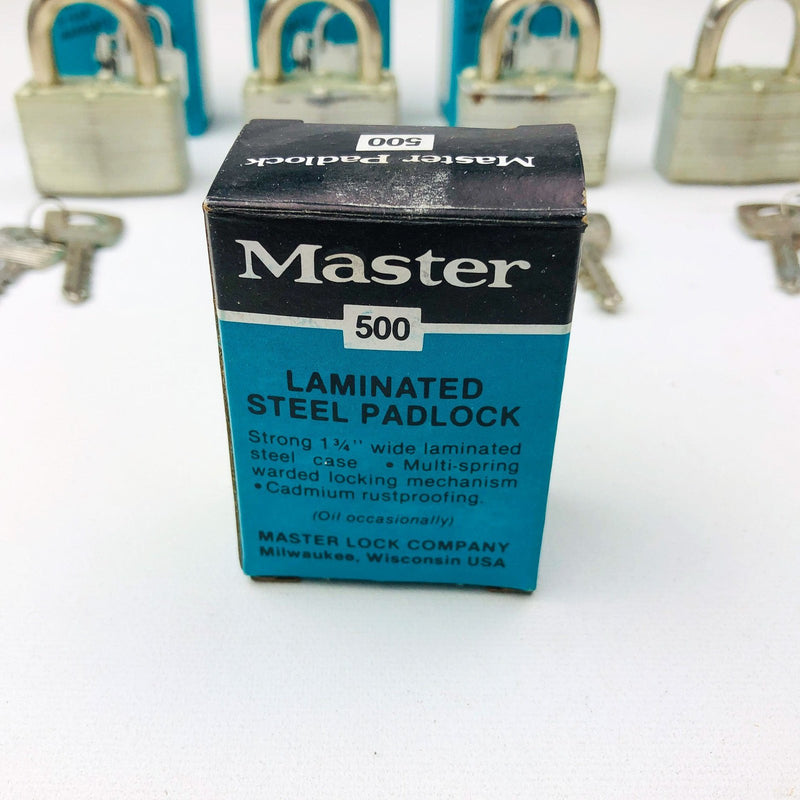 500
Master Padlock
Master
500
LAMINATED
STEEL PADLOCK
Strong 1¾" wide laminated
steel case • Multi-spring
warded locking mechanism
• Cadmium rustproofing.
(Oil occasionally)
MASTER LOCK COMPANY
Milwaukee, Wisconsin USA